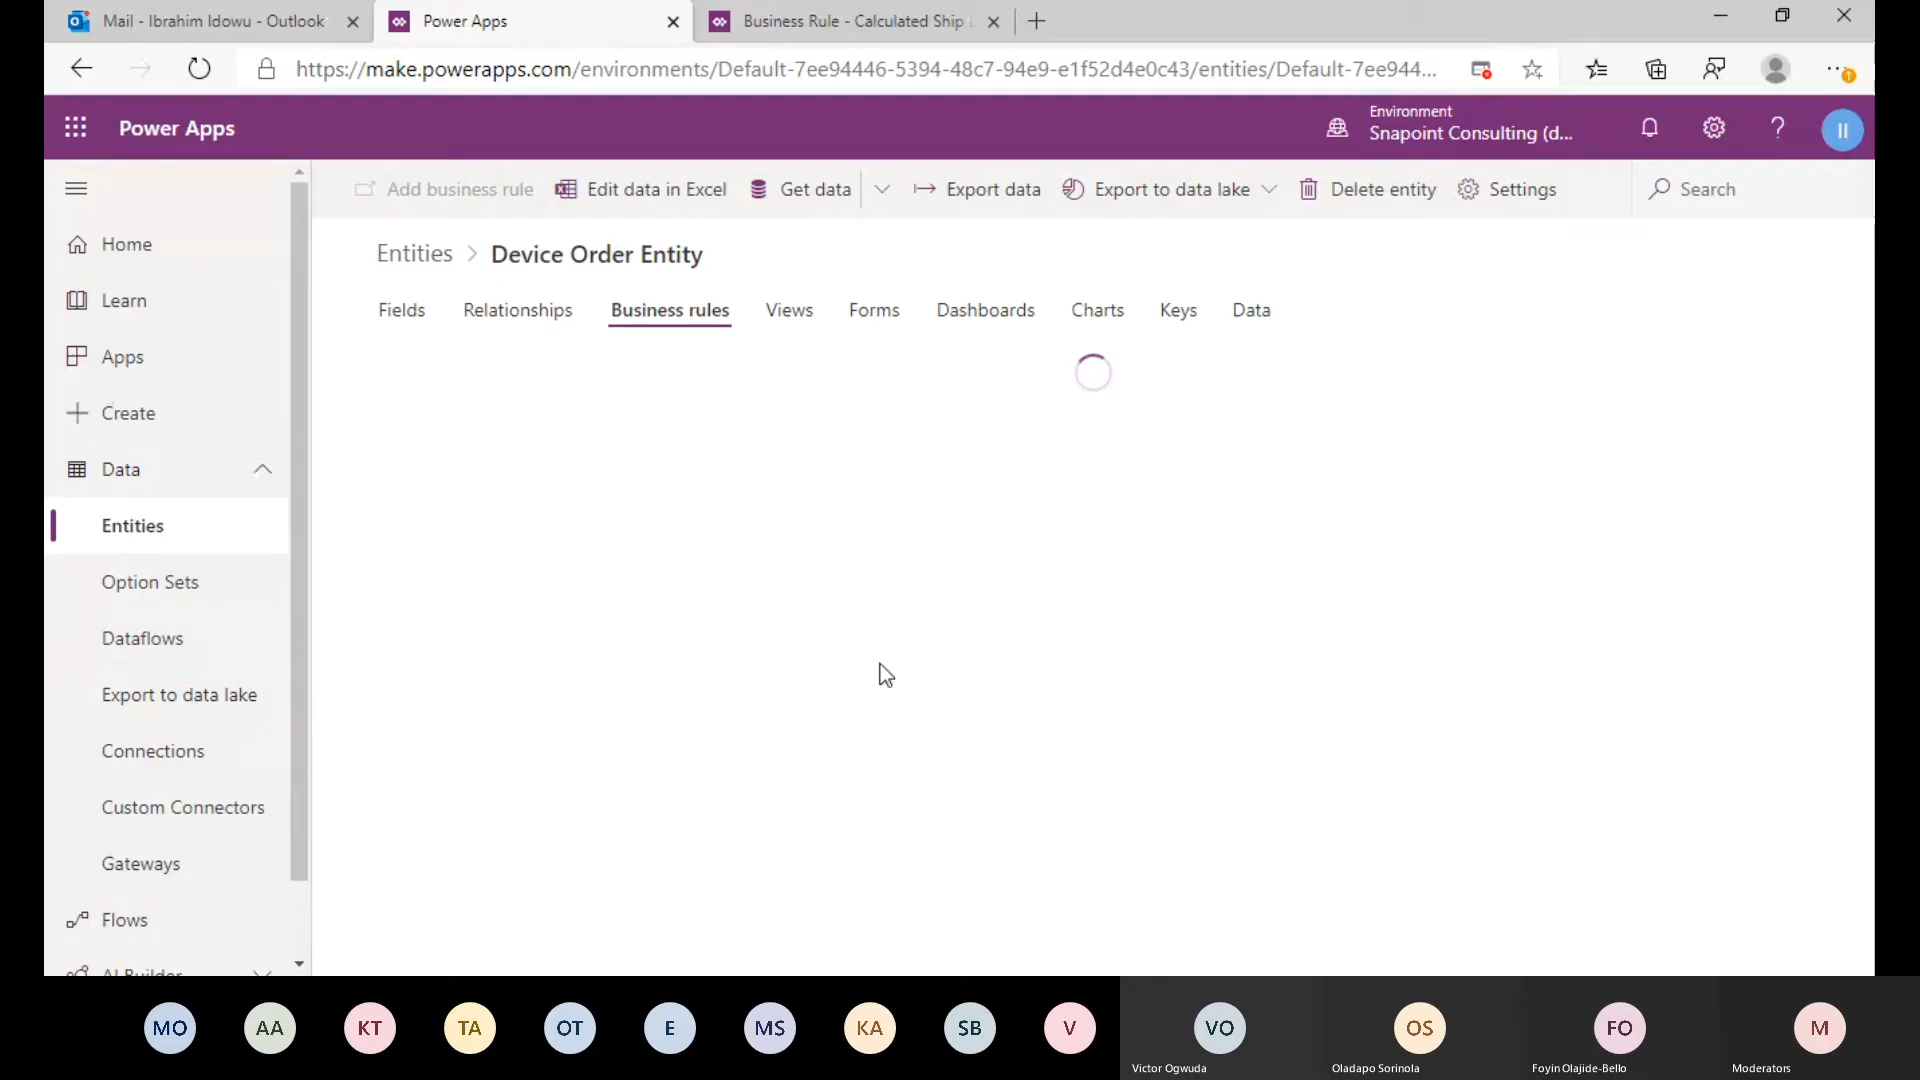 Mail - Ibrahim Idowu - Outlook
Power Apps
Business Rule - Calculated Ship
https://make.powerapps.com/environments/Default-7ee94446-5394-48c7-94e9-e1f52d4e0c43/entities/Default-7ee944...
Power Apps
Environment
Snapoint Consulting (d...
II
Add business rule
Edit data in Excel
Get data
Export data
Export to data lake
Delete entity
Settings
Search
Home
Learn
Apps
Create
Data
Entities
Option Sets
Dataflows
Export to data lake
Connections
Custom Connectors
Gateways
Flows
AI Builder
Entities > Device Order Entity
Fields
Relationships
Business rules
Views
Forms
Dashboards
Charts
Keys
Data
MO
AA
KT
TA
OT
E
MS
KA
SB
V
VO
OS
FO
M
Victor Ogwuda
Oladapo Sorinola
Foyin Olajide-Bello
Moderators